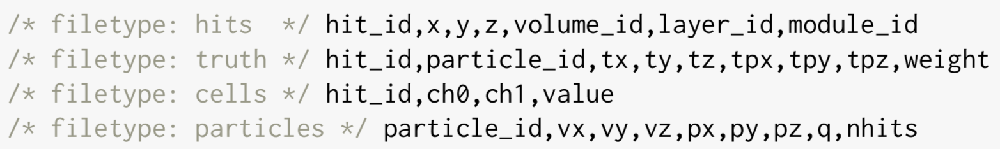 /* filetype: hits  */ hit_id,x,y,z,volume_id,layer_id,module_id
/* filetype: truth */ hit_id,particle_id,tx,ty,tz,tpx,tpy,tpz,weight
/* filetype: cells */ hit_id,ch0,ch1,value
/* filetype: particles */ particle_id,vx,vy,vz,px,py,pz,q,nhits